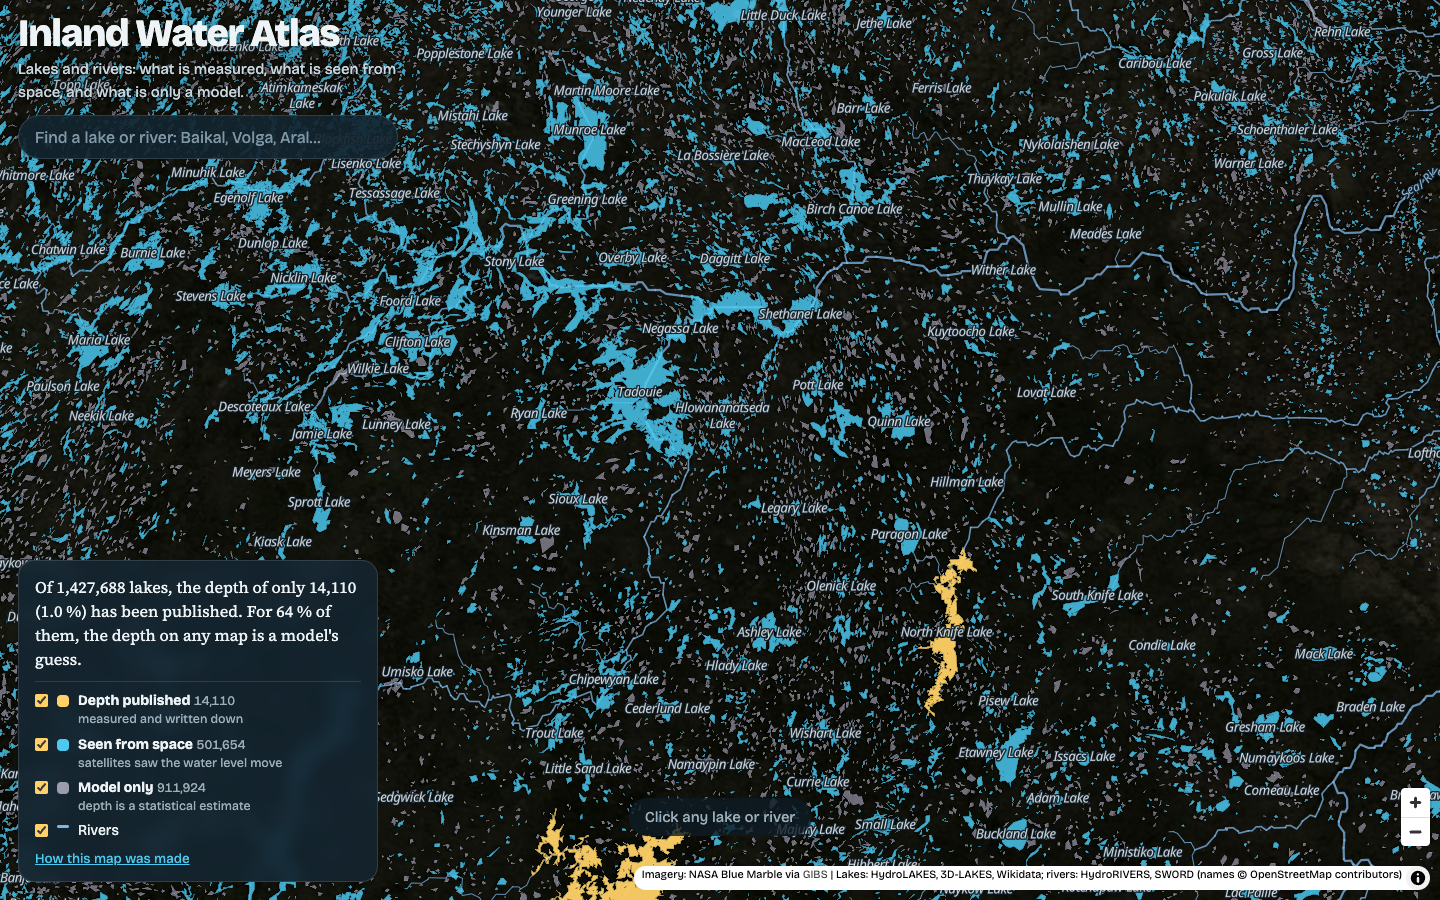 Inland Water Atlas
Lakes and rivers: what is measured, what is seen from
space, and what is only a model.
Find a lake or river: Baikal, Volga, Aral...
Younger Lake
Little Duck Lake
Jethe Lake
Rehn Lake
Popplestone Lake
Caribou Lake
Gross Lake
Atimkameskak
Lake
Martin Moore Lake
Ferris Lake
Pakulak Lake
Mistahi Lake
Barr Lake
Munroe Lake
Schoenthaler Lake
Stechyshyn Lake
La Bossière Lake
MacLeod Lake
Nykolaishen Lake
Lisenko Lake
Warner Lake
Minuhik Lake
Thuykay Lake
Egenolf Lake
Tessassage Lake
Greening Lake
Birch Canoe Lake
Mullin Lake
Meades Lake
Chatwin Lake
Burnie Lake
Dunlop Lake
Stony Lake
Overby Lake
Daggitt Lake
Wither Lake
Nicklin Lake
Stevens Lake
Foord Lake
Shethanei Lake
Negassa Lake
Kuytoocho Lake
Maria Lake
Clifton Lake
Wilkie Lake
Paulson Lake
Tadoule
Pott Lake
Lovat Lake
Neekik Lake
Descoteaux Lake
Ryan Lake
Hlowananatseda
Lake
Quinn Lake
Jamie Lake
Lunney Lake
Meyers Lake
Hillman Lake
Sprott Lake
Sioux Lake
Legary Lake
Kinsman Lake
Paragon Lake
Kiask Lake
Olenick Lake
South Knife Lake
Ashley Lake
North Knife Lake
Condie Lake
Mack Lake
Hlady Lake
Umisko Lake
Chipewyan Lake
Cederlund Lake
Pisew Lake
Braden Lake
Trout Lake
Wishart Lake
Gresham Lake
Etawney Lake
Issacs Lake
Numaykoos Lake
Little Sand Lake
Namaypin Lake
Currie Lake
Comeau Lake
Sedgwick Lake
Adam Lake
Small Lake
Buckland Lake
Ministiko Lake
Hibbert Lake
Of 1,427,688 lakes, the depth of only 14,110
(1.0 %) has been published. For 64 % of
them, the depth on any map is a model's
guess.
Depth published 14,110
measured and written down
Seen from space 501,654
satellites saw the water level move
Model only 911,924
depth is a statistical estimate
Rivers
How this map was made
Click any lake or river
+
−
Imagery: NASA Blue Marble via GIBS | Lakes: HydroLAKES, 3D-LAKES, Wikidata; rivers: HydroRIVERS, SWORD (names © OpenStreetMap contributors)